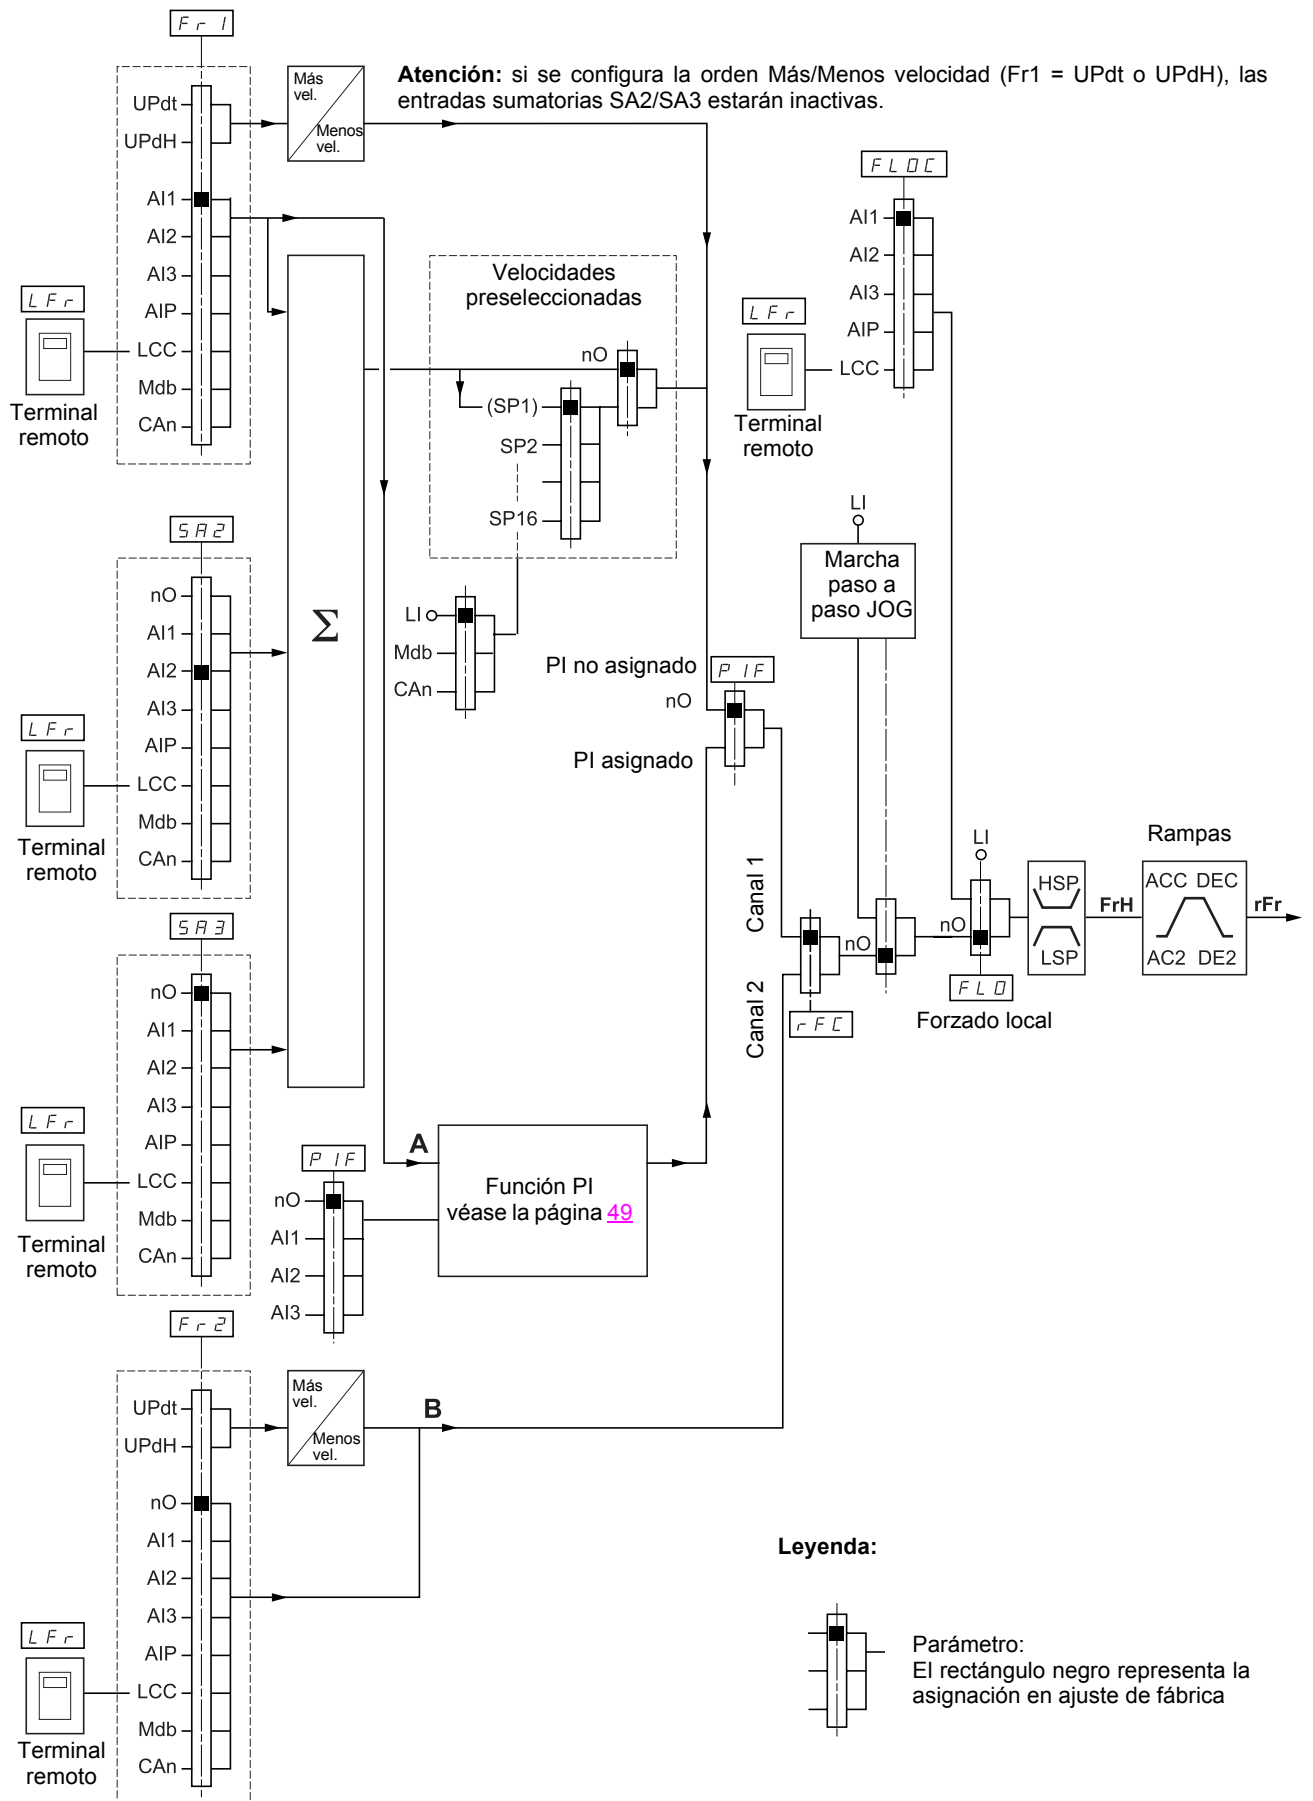 Fr1
Atención: si se configura la orden Más/Menos velocidad (Fr1 = UPdt o UPdH), las
entradas sumatorias SA2/SA3 estarán inactivas.
Más
vel.
Menos
vel.
UPdt
UPdH
AI1
AI2
AI3
AIP
LCC
Mdb
CAn
LFr
Terminal
remoto
Velocidades
preseleccionadas
nO
(SP1)
SP2
SP16
LI
Mdb
CAn
FLOC
AI1
AI2
AI3
AIP
LCC
LFr
Terminal
remoto
SA2
nO
AI1
AI2
AI3
AIP
LCC
Mdb
CAn
LFr
Terminal
remoto
Σ
LI
Marcha
paso a
paso JOG
PI no asignado
PIF
nO
PI asignado
Canal 1
Canal 2
rFC
nO
nO
LI
FLO
Forzado local
HSP
LSP
FrH
Rampas
ACC DEC
AC2 DE2
rFr
SA3
nO
AI1
AI2
AI3
AIP
LCC
Mdb
CAn
LFr
Terminal
remoto
A
PIF
nO
AI1
AI2
AI3
Función PI
véase la página 49
Fr2
UPdt
UPdH
nO
AI1
AI2
AI3
AIP
LCC
Mdb
CAn
LFr
Terminal
remoto
Más
vel.
Menos
vel.
B
Leyenda:
Parámetro:
El rectángulo negro representa la
asignación en ajuste de fábrica